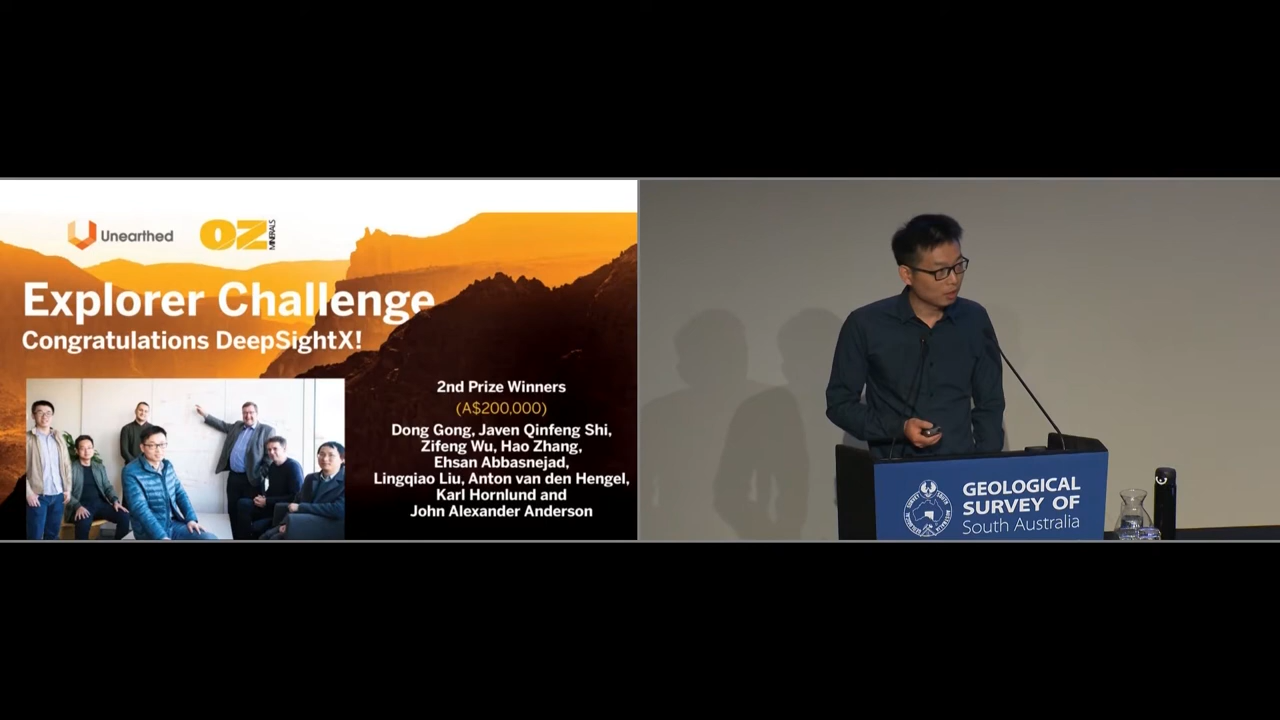 Unearthed
OZ
MINERALS
Explorer Challenge
Congratulations DeepSightX!
2nd Prize Winners
(A$200,000)
Dong Gong, Javen Qinfeng Shi,
Zifeng Wu, Hao Zhang,
Ehsan Abbasnejad,
Lingqiao Liu, Anton van den Hengel,
Karl Hornlund and
John Alexander Anderson
GEOLOGICAL
SURVEY OF
South Australia